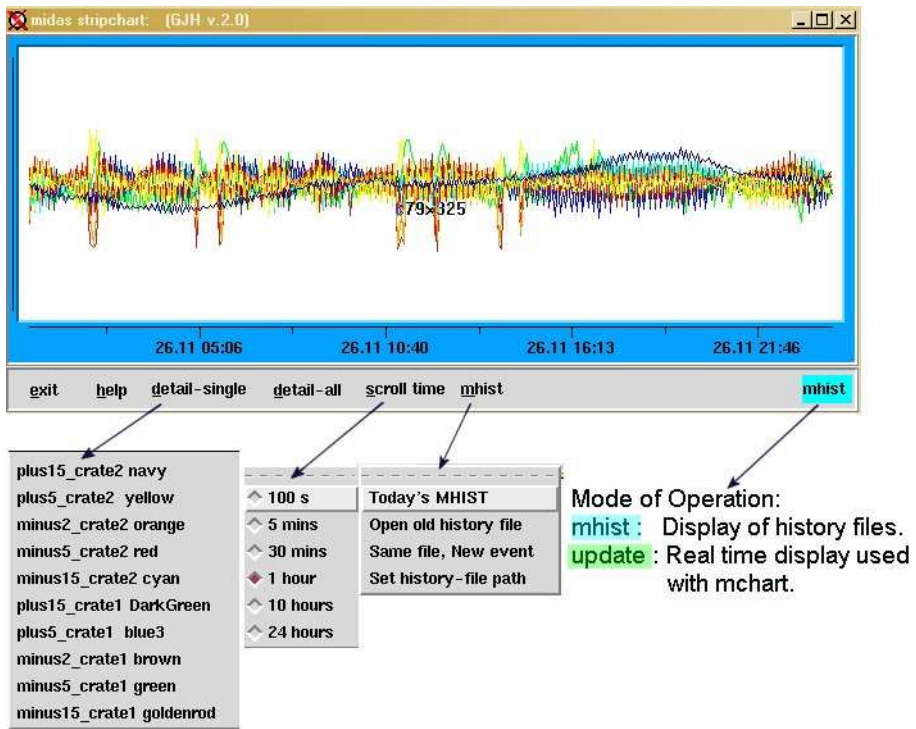 midas stripchart: (GJH v.2.0)
79×325
26.11 05:06 26.11 10:40 26.11 16:13 26.11 21:46
exit help detail-single detail-all scroll time mhist mhist
plus15_crate2 navy
plus5_crate2 yellow
minus2_crate2 orange
minus5_crate2 red
minus15_crate2 cyan
plus15_crate1 DarkGreen
plus5_crate1 blue3
minus2_crate1 brown
minus5_crate1 green
minus15_crate1 goldenrod
100 s
5 mins
30 mins
1 hour
10 hours
24 hours
Today's MHIST
Open old history file
Same file, New event
Set history-file path
Mode of Operation:
mhist : Display of history files.
update : Real time display used
with mchart.